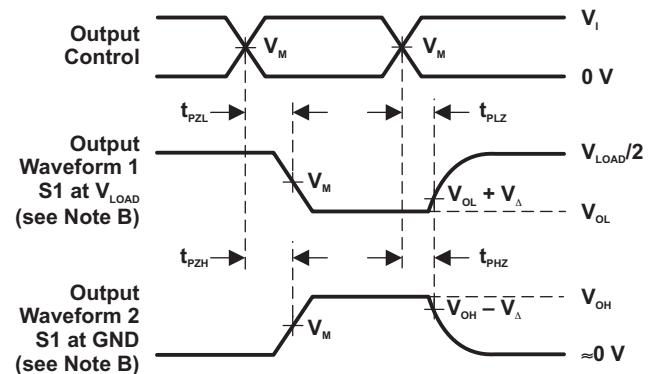 Output
Control
V_M
V_M
V_I
0 V
t_PZL
t_PLZ
Output
Waveform 1
S1 at V_LOAD
(see Note B)
V_M
V_OL + V_Δ
V_LOAD/2
V_OL
t_PZH
t_PHZ
Output
Waveform 2
S1 at GND
(see Note B)
V_M
V_OH – V_Δ
V_OH
≈0 V